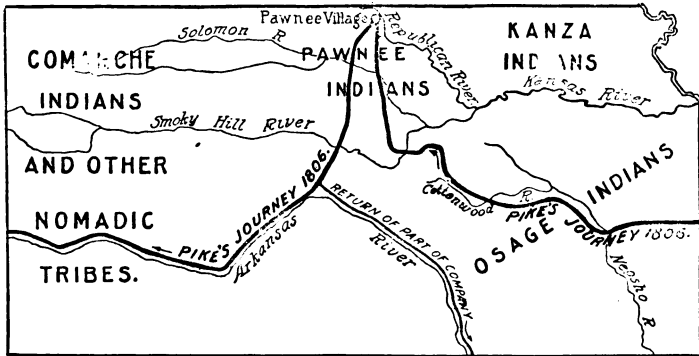 Pawnee Village
Republican River
KANZA
INDIANS
Solomon R
COMANCHE
INDIANS
AND OTHER
NOMADIC
TRIBES.
PAWNEE
INDIANS
Kansas River
Smoky Hill River
PIKE'S JOURNEY 1806.
Arkansas
River
RETURN OF PART OF COMPANY
Cottonwood R
PIKE'S JOURNEY 1806.
OSAGE INDIANS
Neosho R